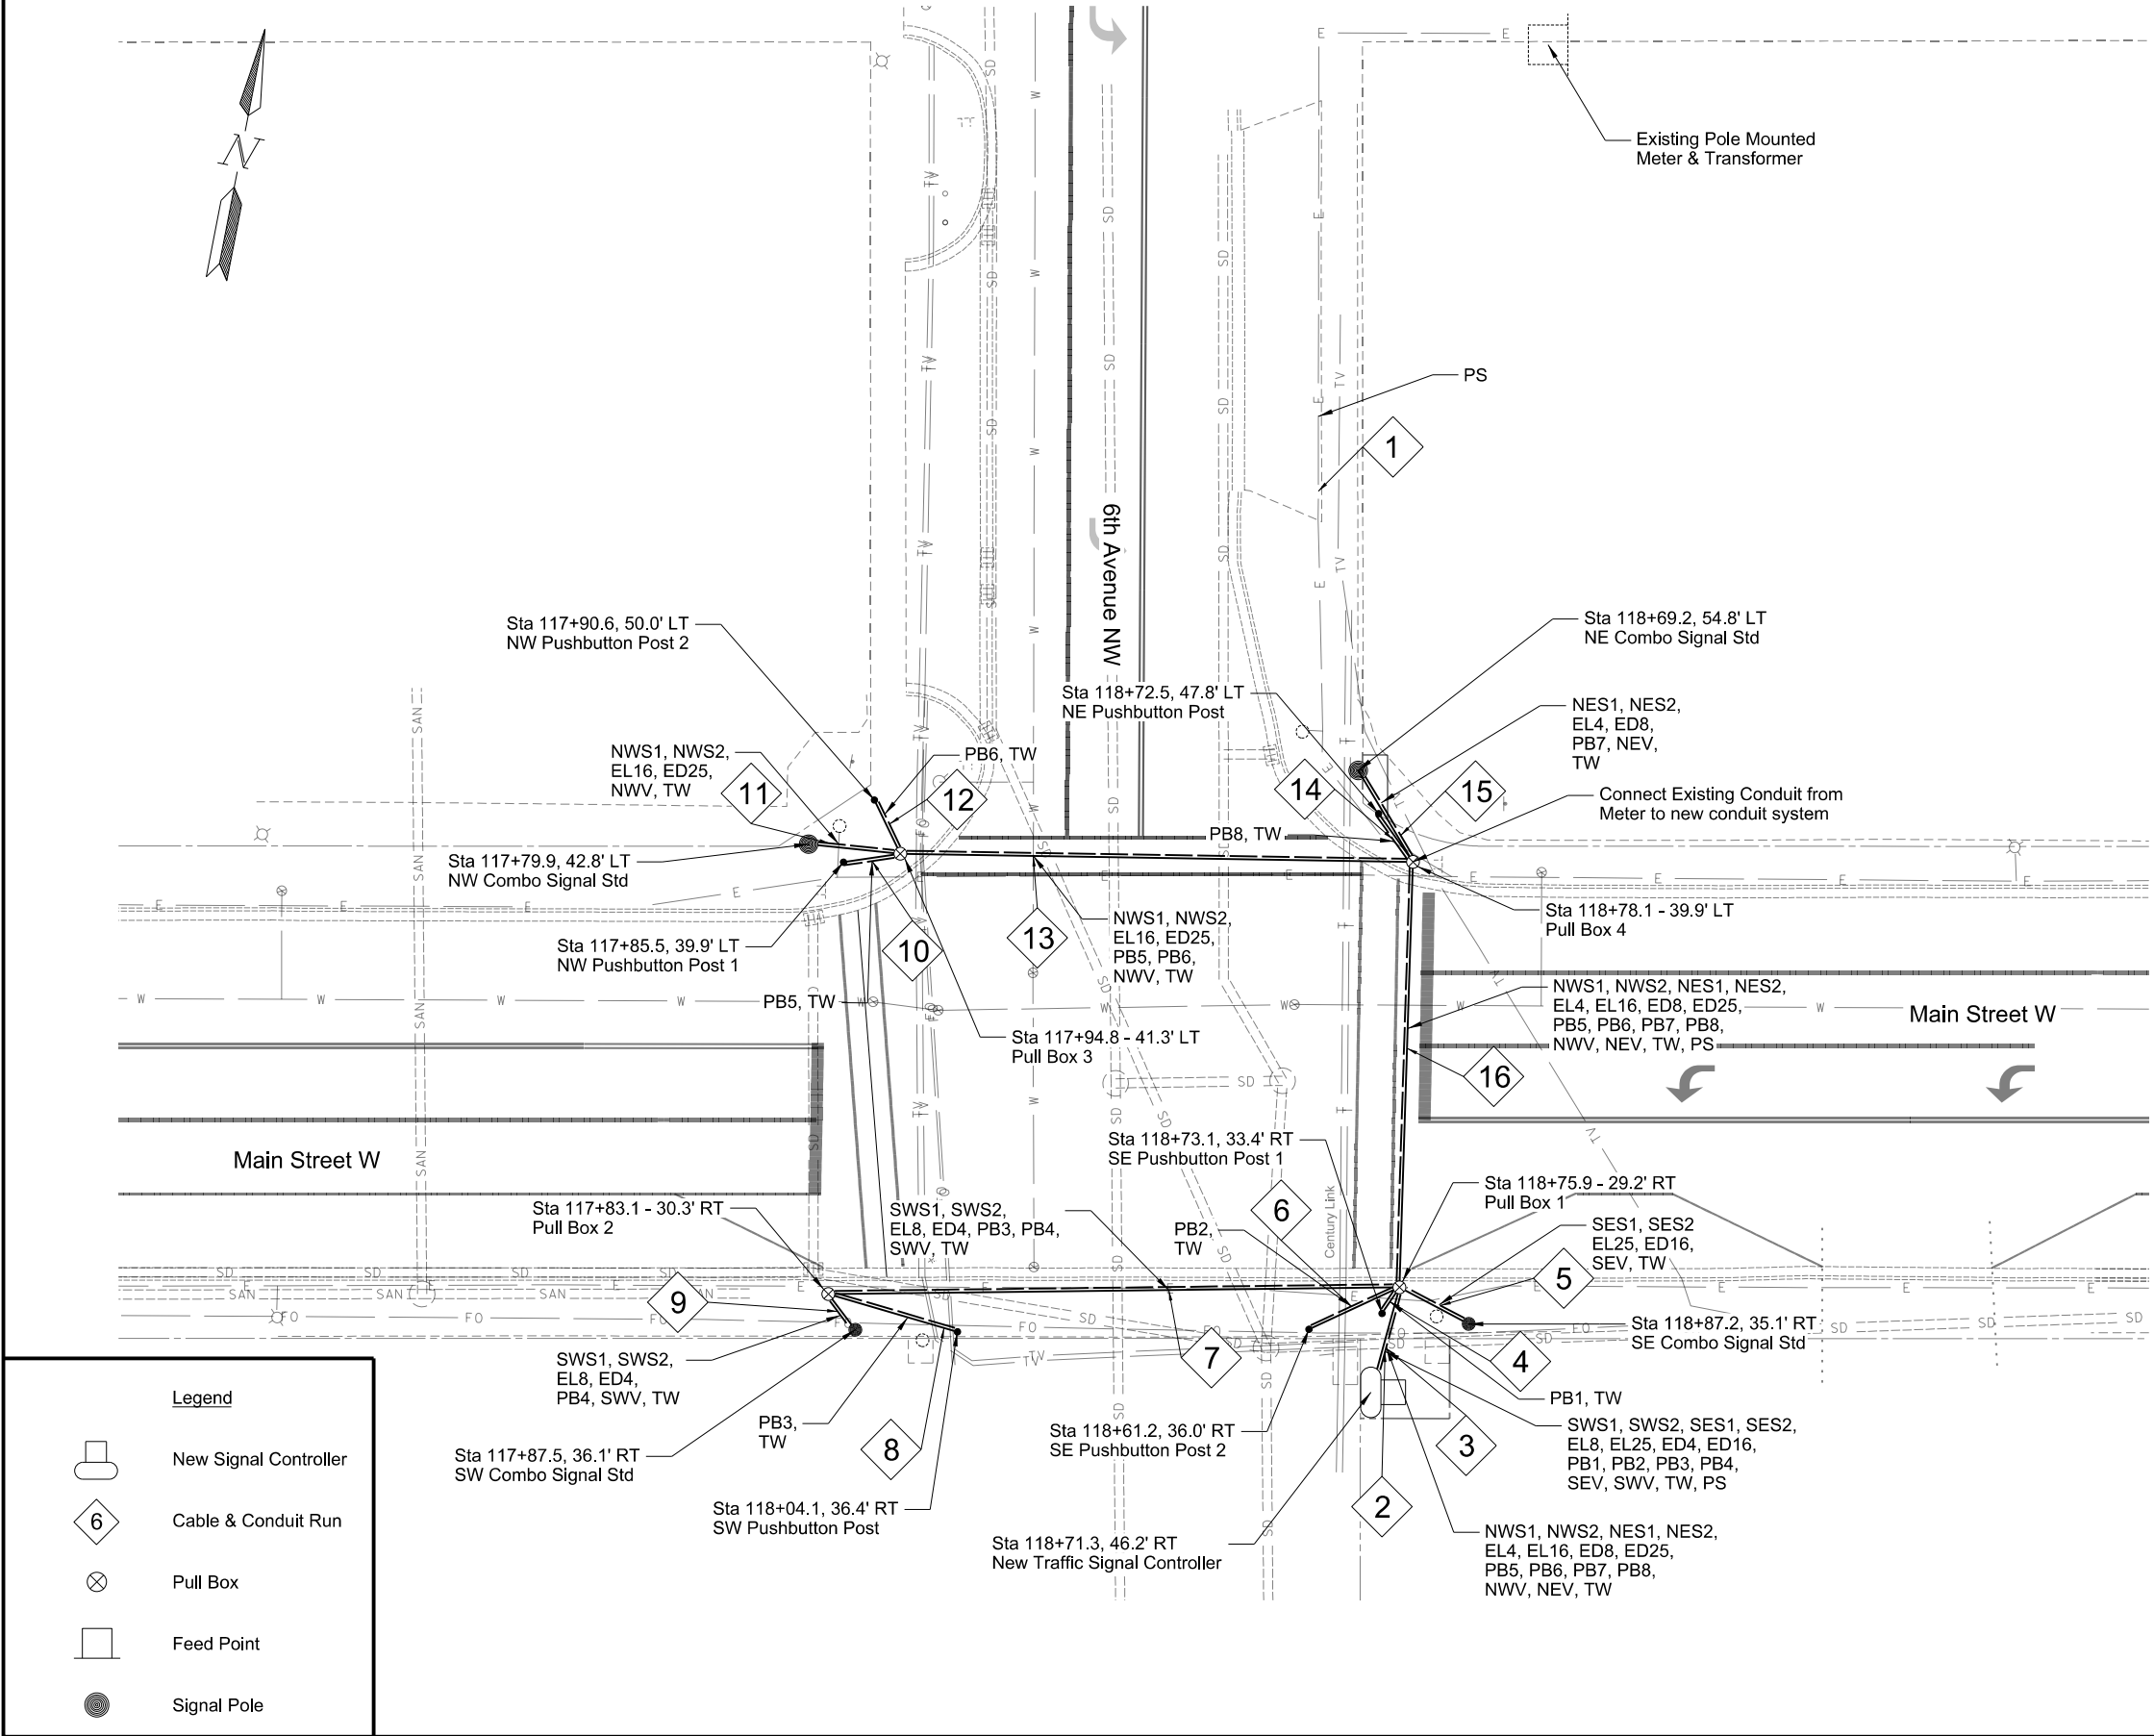 N
Existing Pole Mounted
Meter & Transformer
PS
1
6th Avenue NW
Sta 117+90.6, 50.0' LT
NW Pushbutton Post 2
Sta 118+69.2, 54.8' LT
NE Combo Signal Std
Sta 118+72.5, 47.8' LT
NE Pushbutton Post
NES1, NES2,
EL4, ED8,
PB7, NEV,
TW
NWS1, NWS2,
EL16, ED25,
NWV, TW
11
PB6, TW
12
14
15
Connect Existing Conduit from
Meter to new conduit system
PB8, TW
Sta 117+79.9, 42.8' LT
NW Combo Signal Std
Sta 117+85.5, 39.9' LT
NW Pushbutton Post 1
10
13
NWS1, NWS2,
EL16, ED25,
PB5, PB6,
NWV, TW
Sta 118+78.1 - 39.9' LT
Pull Box 4
PB5, TW
Sta 117+94.8 - 41.3' LT
Pull Box 3
NWS1, NWS2, NES1, NES2,
EL4, EL16, ED8, ED25,
PB5, PB6, PB7, PB8,
NWV, NEV, TW, PS
Main Street W
16
Main Street W
Sta 118+73.1, 33.4' RT
SE Pushbutton Post 1
Sta 118+75.9 - 29.2' RT
Pull Box 1
Sta 117+83.1 - 30.3' RT
Pull Box 2
SWS1, SWS2,
EL8, ED4, PB3, PB4,
SWV, TW
PB2,
TW
6
Century Link
SES1, SES2
EL25, ED16,
SEV, TW
5
9
7
4
Sta 118+87.2, 35.1' RT
SE Combo Signal Std
SWS1, SWS2,
EL8, ED4,
PB4, SWV, TW
PB3,
TW
8
PB1, TW
Sta 118+61.2, 36.0' RT
SE Pushbutton Post 2
3
SWS1, SWS2, SES1, SES2,
EL8, EL25, ED4, ED16,
PB1, PB2, PB3, PB4,
SEV, SWV, TW, PS
Sta 117+87.5, 36.1' RT
SW Combo Signal Std
Sta 118+04.1, 36.4' RT
SW Pushbutton Post
2
Sta 118+71.3, 46.2' RT
New Traffic Signal Controller
NWS1, NWS2, NES1, NES2,
EL4, EL16, ED8, ED25,
PB5, PB6, PB7, PB8,
NWV, NEV, TW
Legend
New Signal Controller
6
Cable & Conduit Run
Pull Box
Feed Point
Signal Pole